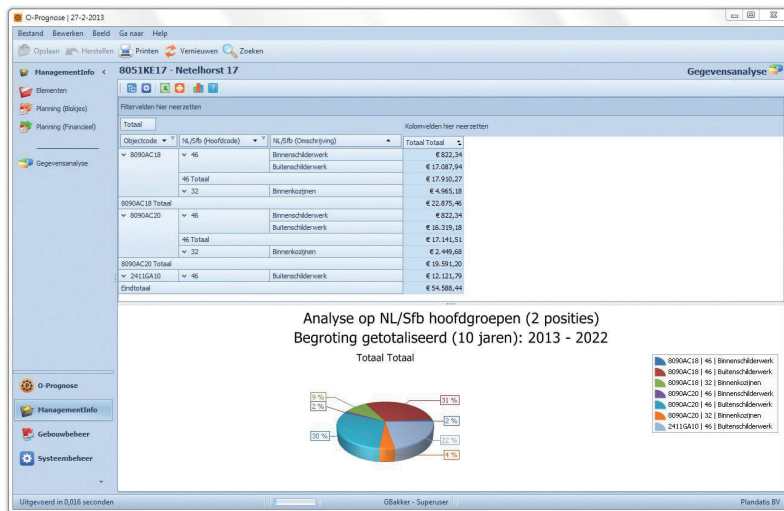 O-Prognose | 27-2-2013
Bestand Bewerken Beeld Ga naar Help
Opslaan Herstellen Printen Vernieuwen Zoeken
ManagementInfo
Elementen
Planning (Blokjes)
Planning (Financieel)
Gegevensanalyse
8051KE17 - Netelhorst 17
Gegevensanalyse
Filtervelden hier neerzetten
Totaal
Kolomvelden hier neerzetten
Objectcode NL/Sfb (Hoofdcode) NL/Sfb (Omschrijving) Totaal Totaal
8090AC18 46 Binnenschilderwerk € 822,34
Buitenschilderwerk € 17.087,94
46 Totaal € 17.910,27
32 Binnenkozijnen € 4.965,18
8090AC18 Totaal € 22.875,46
8090AC20 46 Binnenschilderwerk € 822,34
Buitenschilderwerk € 16.319,18
46 Totaal € 17.141,51
32 Binnenkozijnen € 2.449,68
8090AC20 Totaal € 19.591,20
2411GA10 46 Buitenschilderwerk € 12.121,79
Eindtotaal € 54.588,44
Analyse op NL/Sfb hoofdgroepen (2 posities)
Begroting getotaliseerd (10 jaren): 2013 - 2022
Totaal Totaal
9 %
2 %
30 %
31 %
2 %
22 %
4 %
8090AC18 | 46 | Binnenschilderwerk
8090AC18 | 46 | Buitenschilderwerk
8090AC18 | 32 | Binnenkozijnen
8090AC20 | 46 | Binnenschilderwerk
8090AC20 | 46 | Buitenschilderwerk
8090AC20 | 32 | Binnenkozijnen
2411GA10 | 46 | Buitenschilderwerk
O-Prognose
ManagementInfo
Gebouwbeheer
Systeembeheer
Uitgevoerd in 0,016 seconden
GBakker - Superuser
Plandatis BV